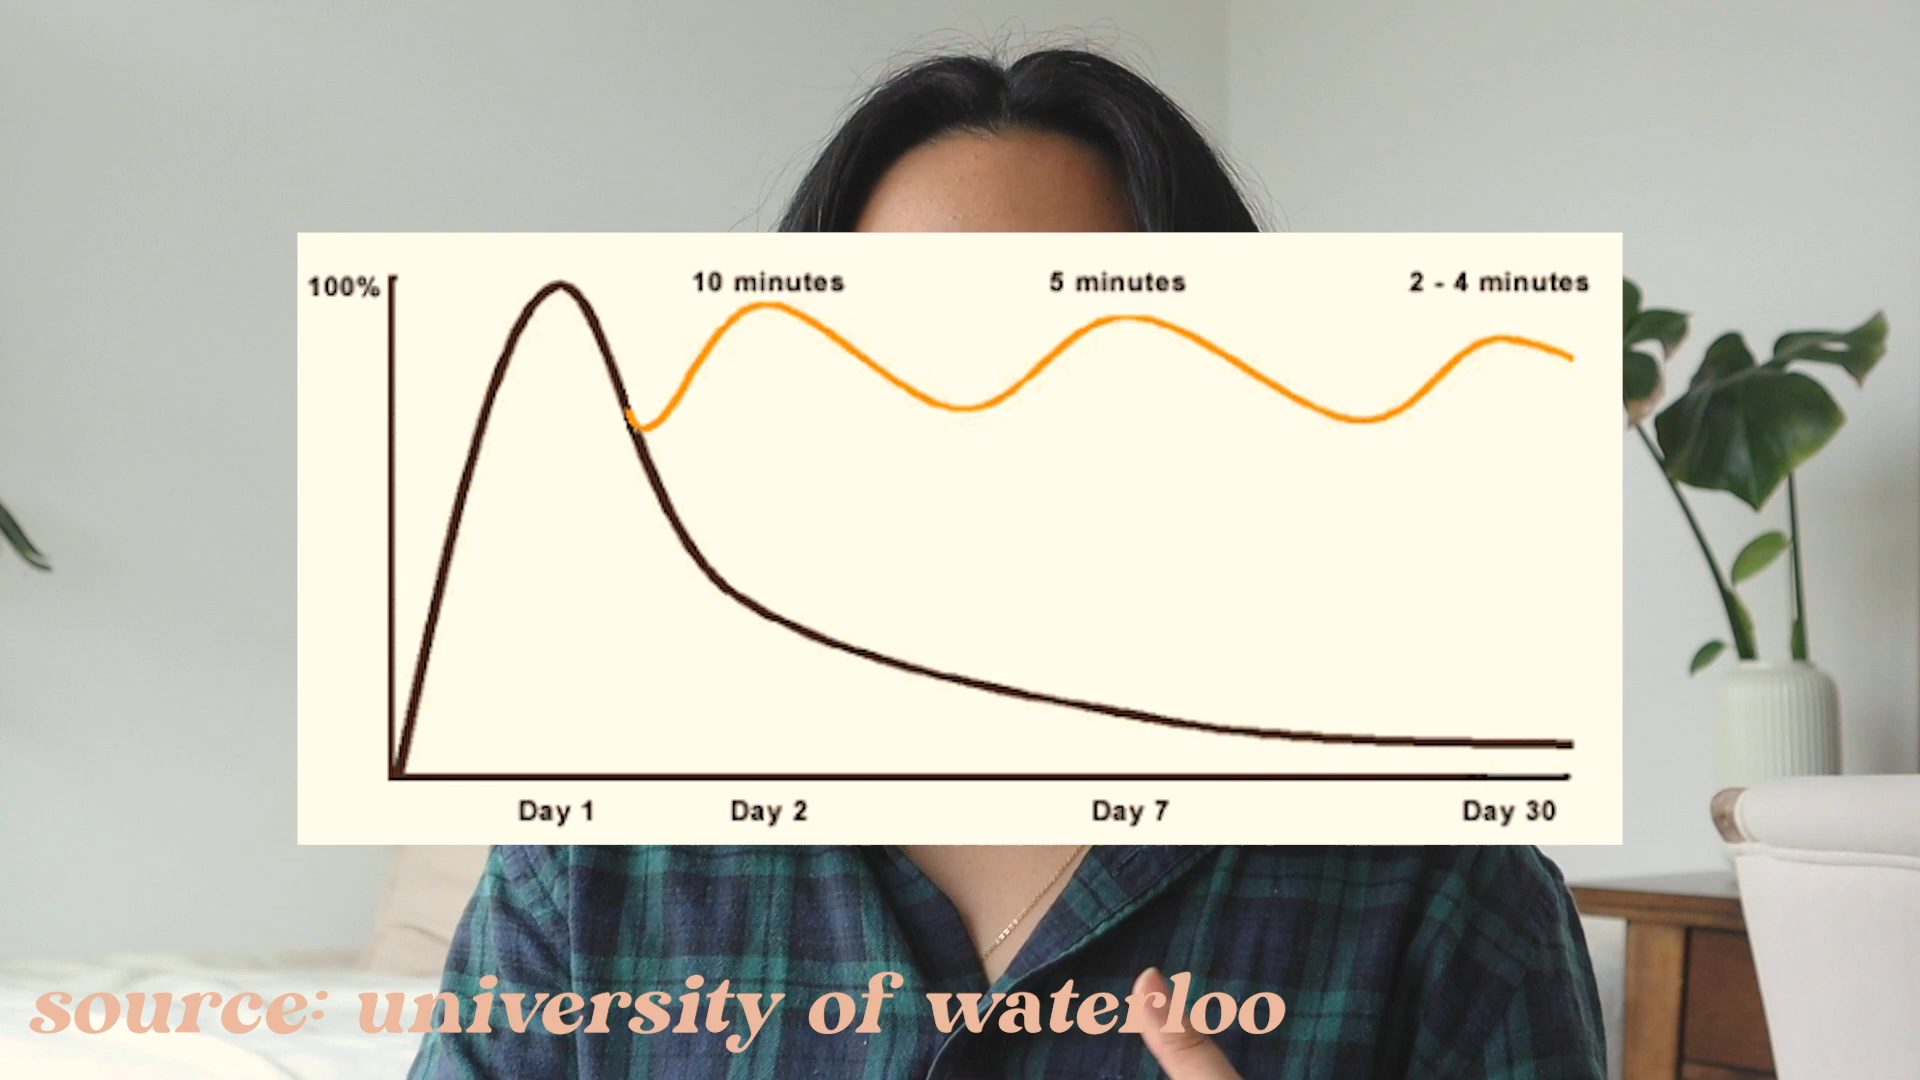 100%
10 minutes
5 minutes
2 - 4 minutes
Day 1
Day 2
Day 7
Day 30
source: university of waterloo